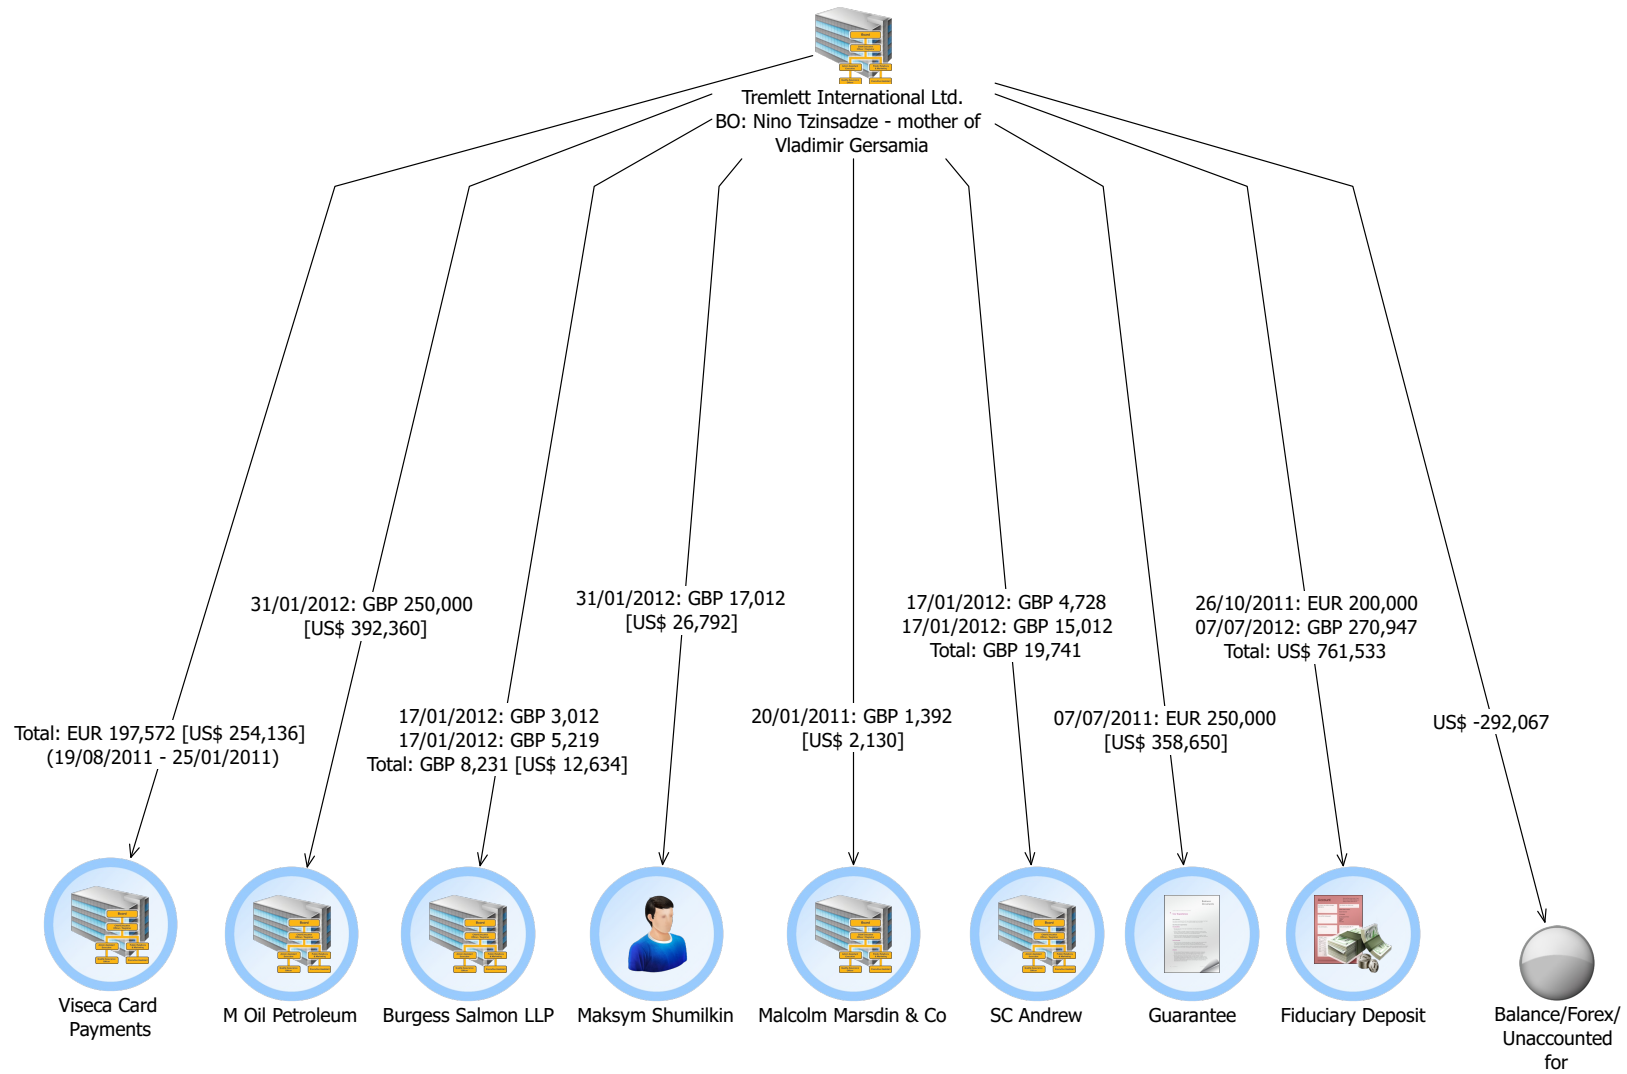 Tremlett International Ltd.
BO: Nino Tzinsadze - mother of
Vladimir Gersamia
31/01/2012: GBP 250,000
[US$ 392,360]
31/01/2012: GBP 17,012
[US$ 26,792]
17/01/2012: GBP 4,728
17/01/2012: GBP 15,012
Total: GBP 19,741
26/10/2011: EUR 200,000
07/07/2012: GBP 270,947
Total: US$ 761,533
Total: EUR 197,572 [US$ 254,136]
(19/08/2011 - 25/01/2011)
17/01/2012: GBP 3,012
17/01/2012: GBP 5,219
Total: GBP 8,231 [US$ 12,634]
20/01/2011: GBP 1,392
[US$ 2,130]
07/07/2011: EUR 250,000
[US$ 358,650]
US$ -292,067
Viseca Card
Payments
M Oil Petroleum
Burgess Salmon LLP
Maksym Shumilkin
Malcolm Marsdin & Co
SC Andrew
Guarantee
Fiduciary Deposit
Balance/Forex/
Unaccounted
for